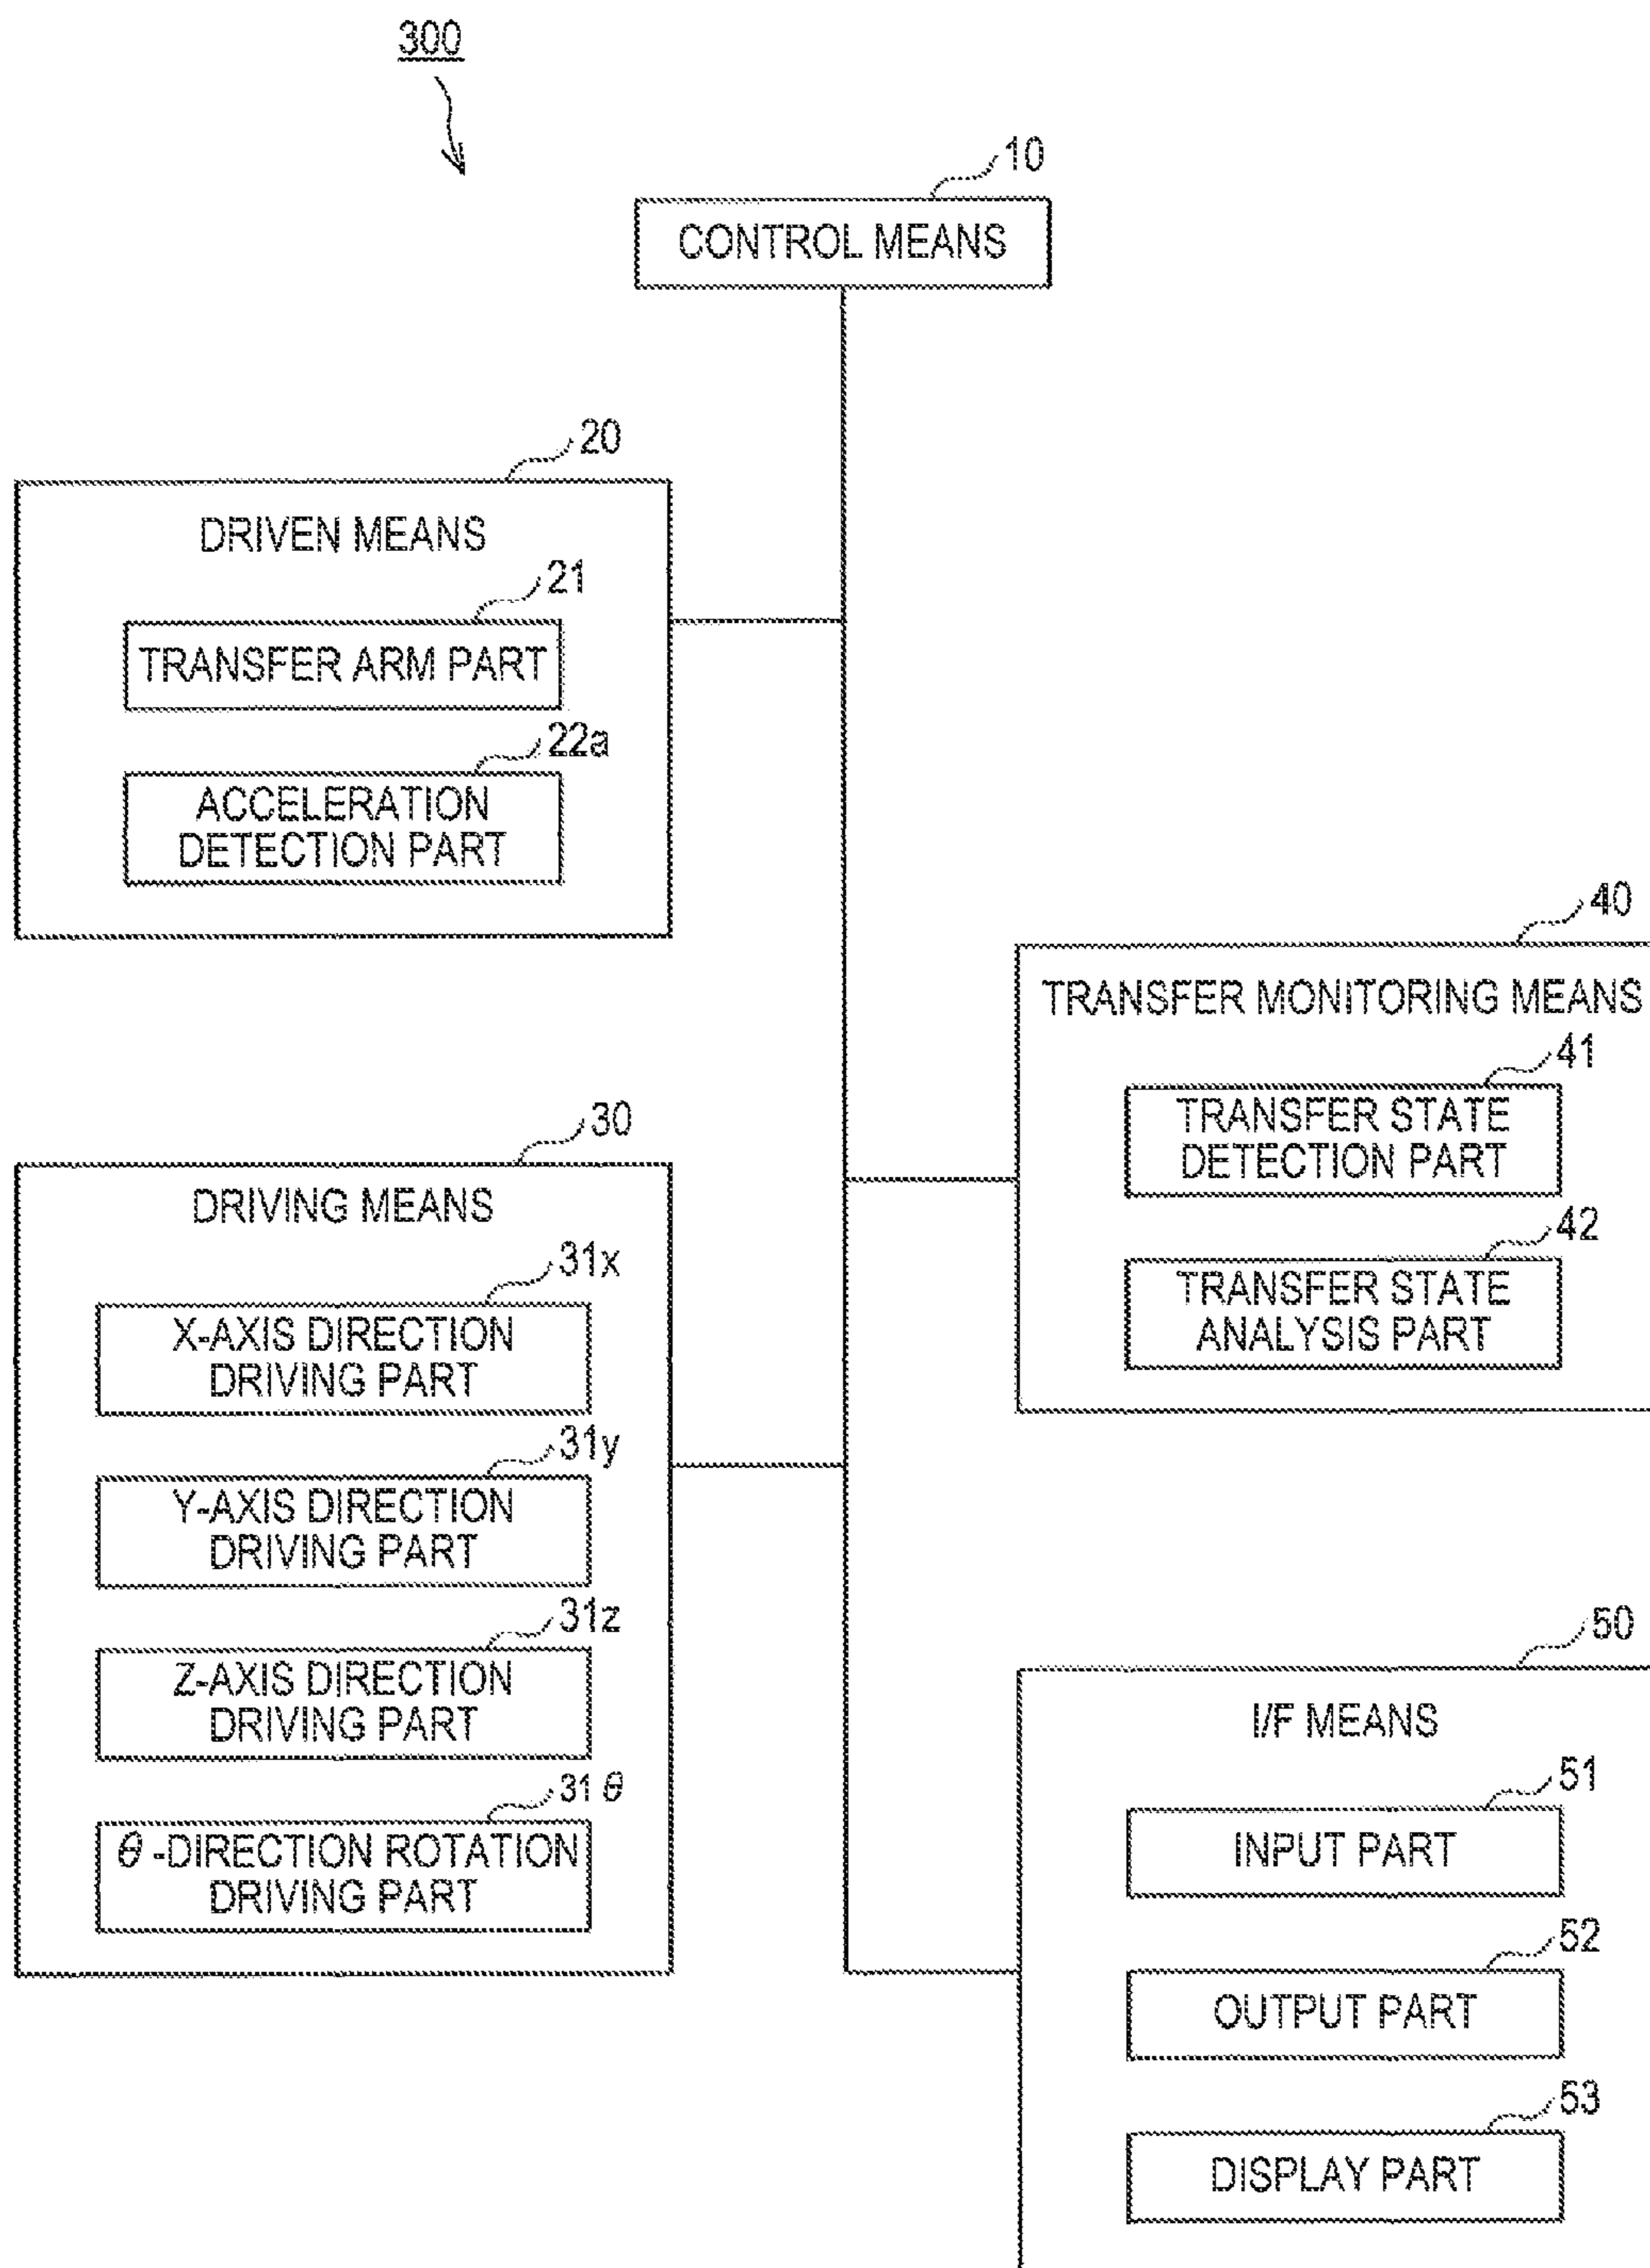 300
10
CONTROL MEANS
20
DRIVEN MEANS
21
TRANSFER ARM PART
22a
ACCELERATION
DETECTION PART
30
DRIVING MEANS
31x
X-AXIS DIRECTION
DRIVING PART
31y
Y-AXIS DIRECTION
DRIVING PART
31z
Z-AXIS DIRECTION
DRIVING PART
31θ
θ-DIRECTION ROTATION
DRIVING PART
40
TRANSFER MONITORING MEANS
41
TRANSFER STATE
DETECTION PART
42
TRANSFER STATE
ANALYSIS PART
50
I/F MEANS
51
INPUT PART
52
OUTPUT PART
53
DISPLAY PART